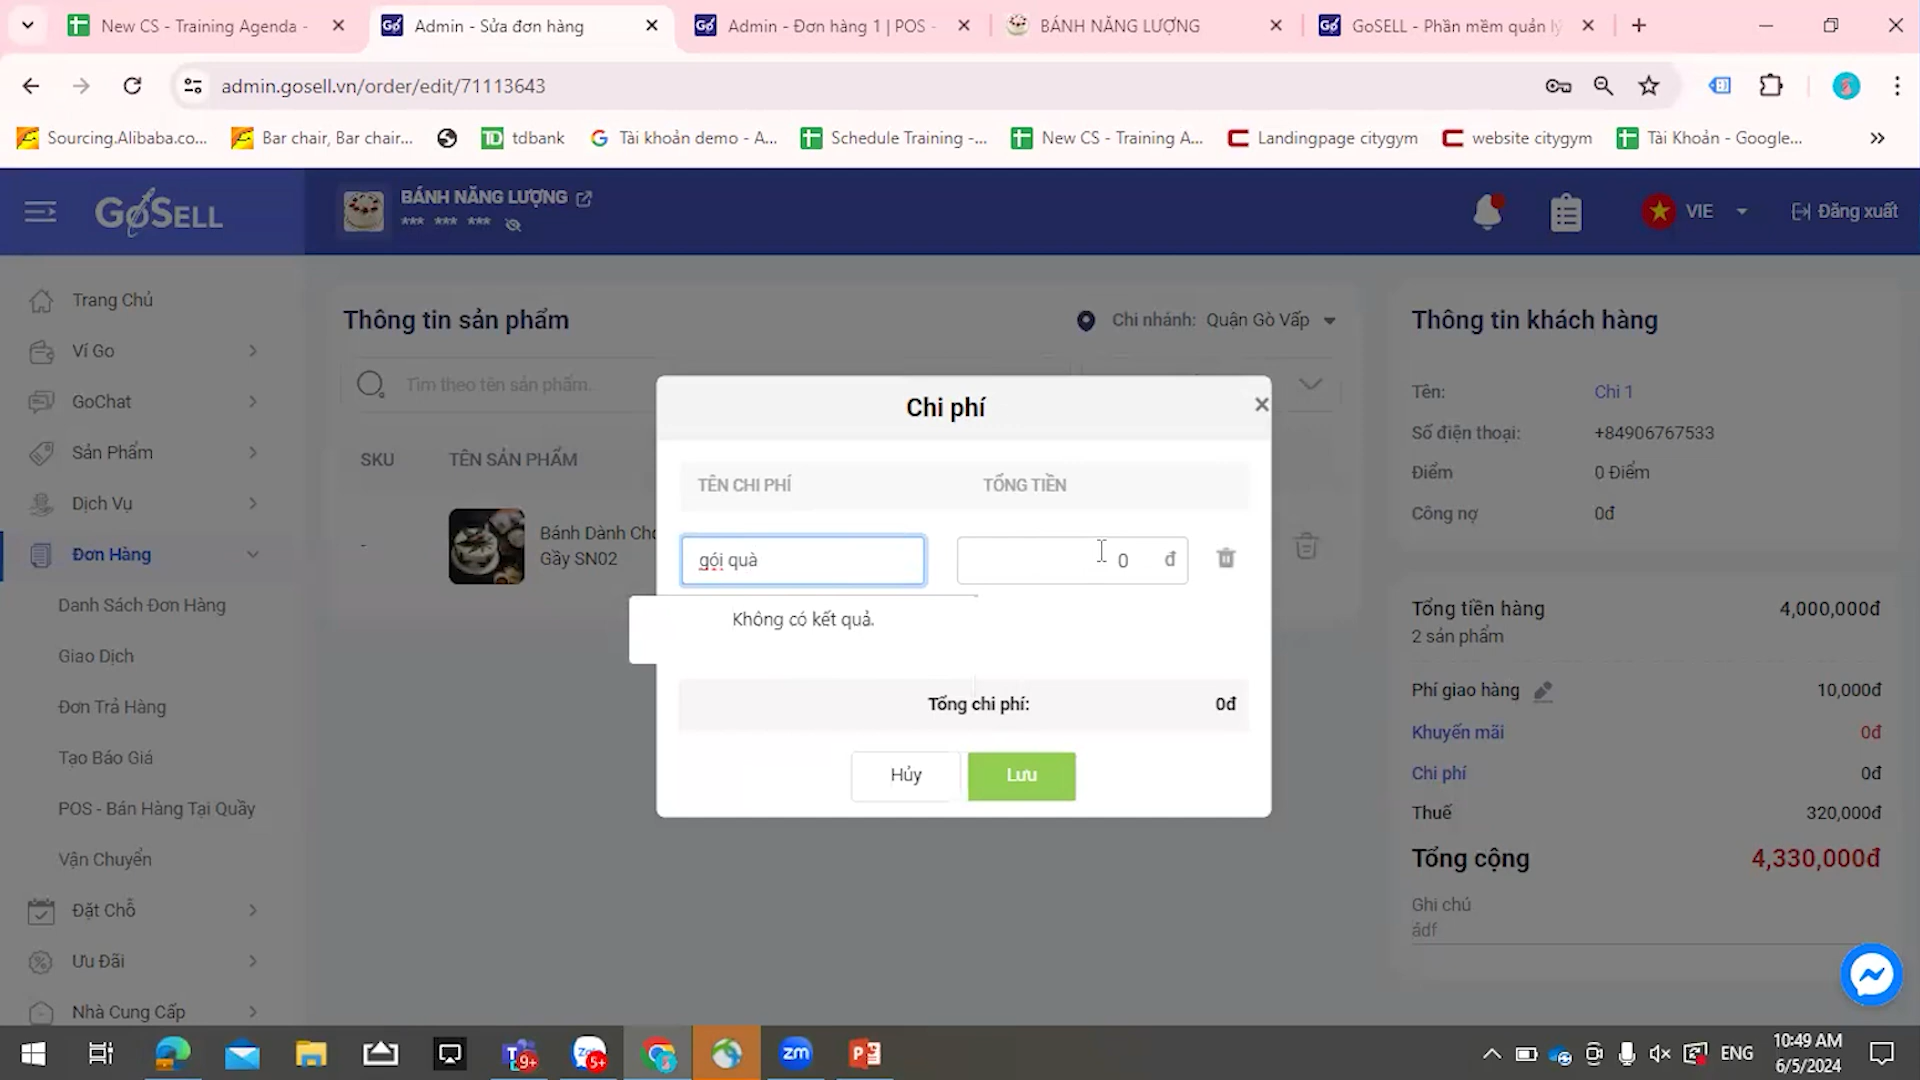 New CS - Training Agenda -
Admin - Sửa đơn hàng
Admin - Đơn hàng 1 | POS -
BÁNH NĂNG LƯỢNG
GoSELL - Phần mềm quản lý
admin.gosell.vn/order/edit/71113643
Sourcing.Alibaba.co...
Bar chair, Bar chair...
tdbank
Tài khoản demo - A...
Schedule Training -...
New CS - Training A...
Landingpage citygym
website citygym
Tài Khoản - Google...
GOSELL
BÁNH NĂNG LƯỢNG
*** *** ***
VIE
Đăng xuất
Trang Chủ
Ví Go
GoChat
Sản Phẩm
Dịch Vụ
Đơn Hàng
Danh Sách Đơn Hàng
Giao Dịch
Đơn Trả Hàng
Tạo Báo Giá
POS - Bán Hàng Tại Quầy
Vận Chuyển
Đặt Chỗ
Ưu Đãi
Nhà Cung Cấp
Thông tin sản phẩm
Chi nhánh: Quận Gò Vấp
Tìm theo tên sản phẩm.
SKU TÊN SẢN PHẨM
-
Bánh Dành Cho
Gầy SN02
Chi phí
TÊN CHI PHÍ TỔNG TIỀN
gói quà
0 đ
Không có kết quả.
Tổng chi phí: 0đ
Hủy
Lưu
Thông tin khách hàng
Tên: Chi 1
Số điện thoại: +84906767533
Điểm 0 Điểm
Công nợ 0đ
Tổng tiền hàng 4,000,000đ
2 sản phẩm
Phí giao hàng 10,000đ
Khuyến mãi 0đ
Chi phí 0đ
Thuế 320,000đ
Tổng cộng 4,330,000đ
Ghi chú
ádf
9+
5+
zm
ENG
10:49 AM
6/5/2024